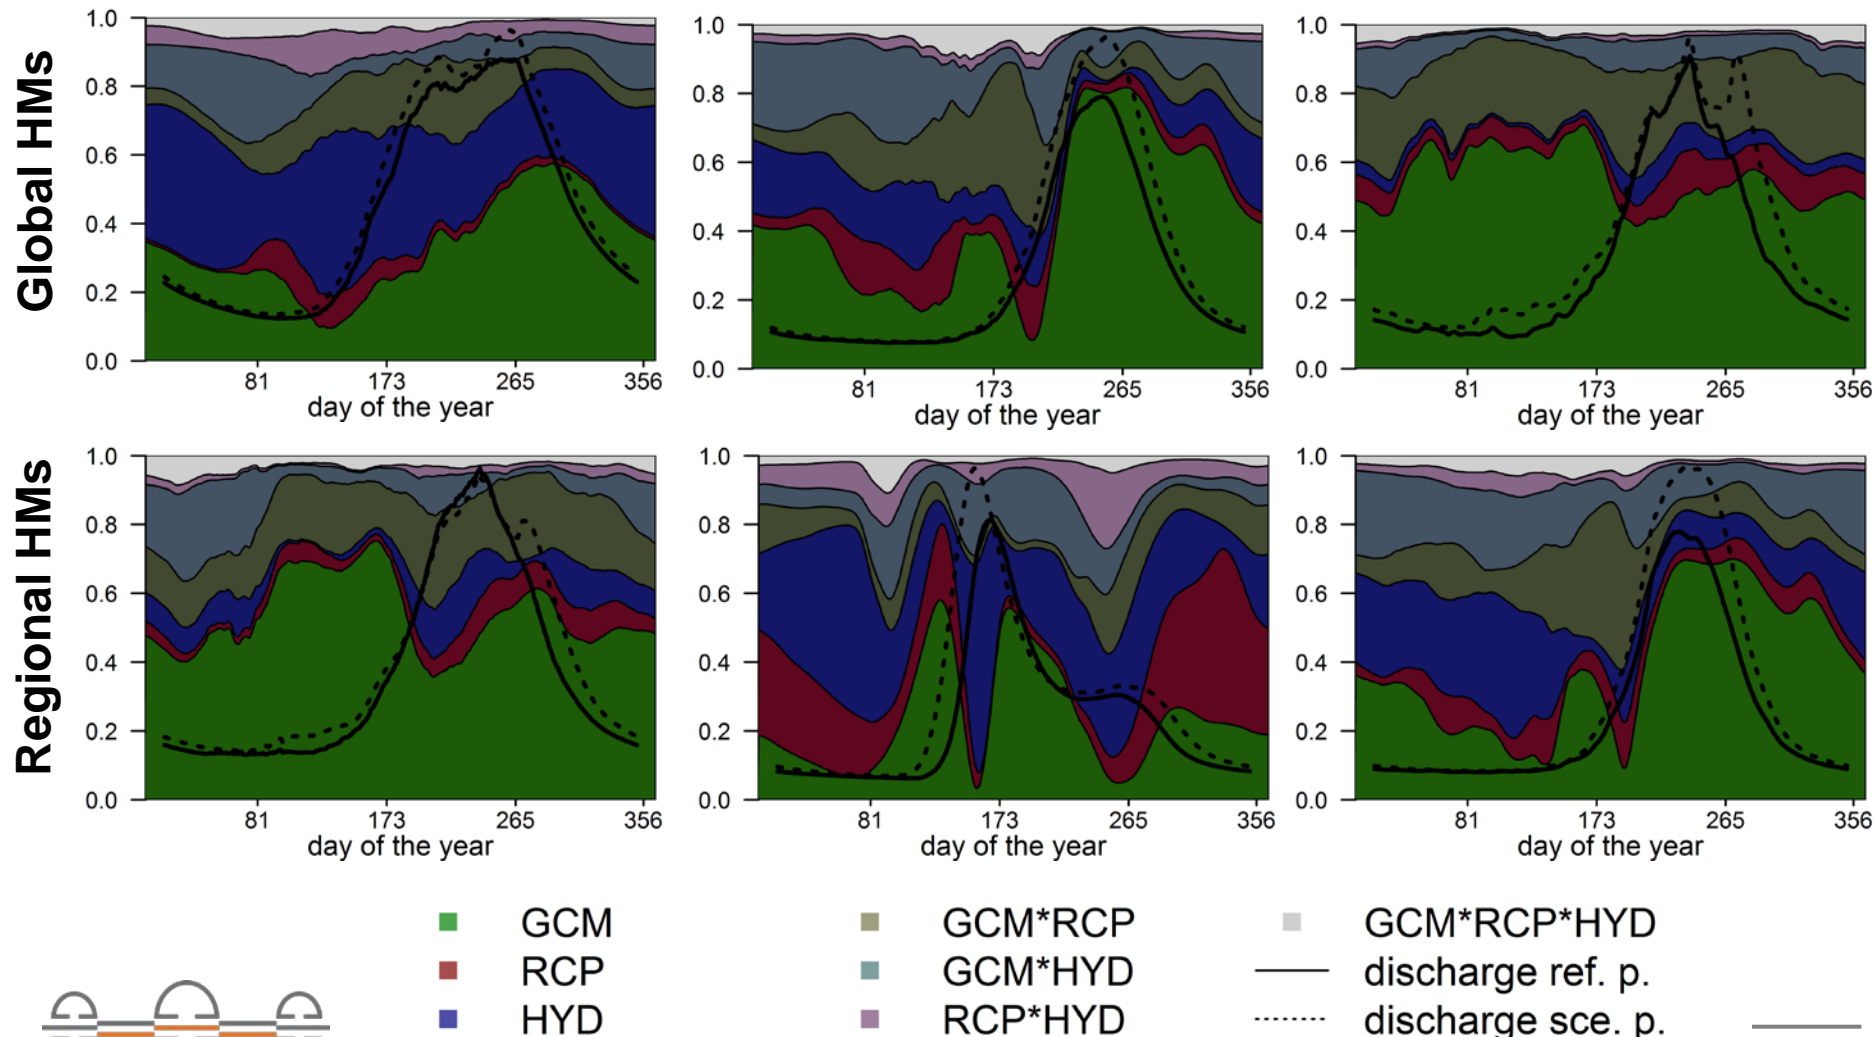 Global HMs
1.0
0.8
0.6
0.4
0.2
0.0
81 173 265 356
day of the year
1.0
0.8
0.6
0.4
0.2
0.0
81 173 265 356
day of the year
1.0
0.8
0.6
0.4
0.2
0.0
81 173 265 356
day of the year
Regional HMs
1.0
0.8
0.6
0.4
0.2
0.0
81 173 265 356
day of the year
1.0
0.8
0.6
0.4
0.2
0.0
81 173 265 356
day of the year
1.0
0.8
0.6
0.4
0.2
0.0
81 173 265 356
day of the year
GCM
RCP
HYD
GCM*RCP
GCM*HYD
RCP*HYD
GCM*RCP*HYD
discharge ref. p.
discharge sce. p.